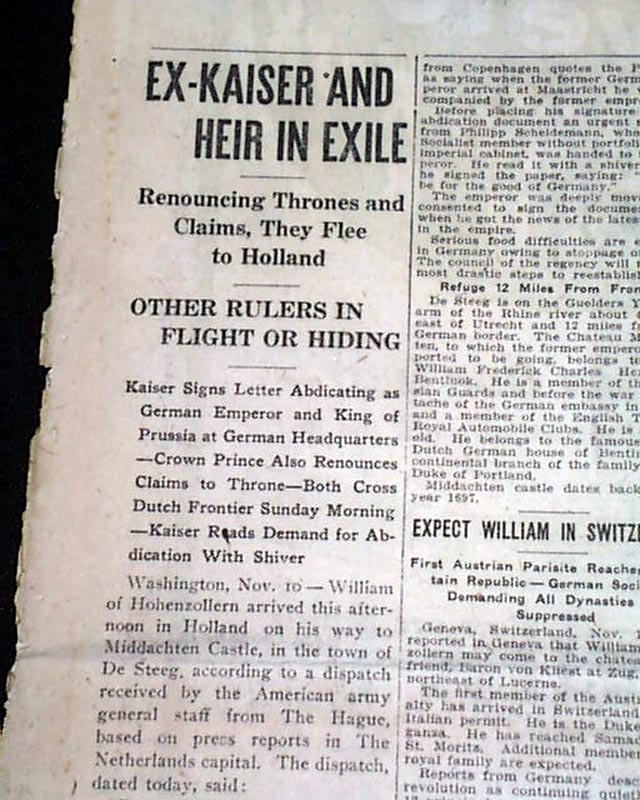 EX-KAISER AND
HEIR IN EXILE
Renouncing Thrones and
Claims, They Flee
to Holland
OTHER RULERS IN
FLIGHT OR HIDING
Kaiser Signs Letter Abdicating as
German Emperor and King of
Prussia at German Headquarters
—Crown Prince Also Renounces
Claims to Throne—Both Cross
Dutch Frontier Sunday Morning
—Kaiser Reads Demand for Ab-
dication With Shiver
Washington, Nov. 10 — William
of Hohenzollern arrived this after-
noon in Holland on his way to
Middachten Castle, in the town of
De Steeg, according to a dispatch
received by the American army
general staff from The Hague,
based on press reports in The
Netherlands capital. The dispatch,
dated today, said:
from Copenhagen quotes the
as saying when the former
peror arrived at Maastricht he
companied by the former
Before placing his signature
abdication document an urgent
from Philipp Scheidemann,
Socialist member without
imperial cabinet, was handed to
peror. He read it with a shiver
he signed the paper, saying:
be for the good of Germany."
The emperor was deeply
consented to sign the
when he got the news of the
in the empire.
Serious food difficulties are
in Germany owing to stoppage
The council of the regency will
most drastic steps to
Refuge 12 Miles From
De Steeg is on the Guelders
arm of the Rhine river about
east of Utrecht and 12 miles
German border. The Chateau
ten, to which the former
ported to be going, belongs
William Frederick Charles
Bentinck. He is a member of
sian Guards and before the war
tache of the German embassy in
and a member of the English
Royal Automobile Clubs. He is
old. He belongs to the famous
Dutch German house of
continental branch of the family
Duke of Portland.
Middachten castle dates back
year 1697.
EXPECT WILLIAM IN
First Austrian Parisite
tain Republic—German
Demanding All Dynasties
Suppressed
Geneva, Switzerland, Nov.
reported in Geneva that William
zollern may come to the
friend, Baron von Kliest at Zug,
northeast of Lucerne.
The first member of the
alty has arrived in Switzerland
Italian permit. He is the Duke
ganza. He has reached
St. Moritz. Additional
royal family are expected.
Reports from Germany
revolution as continuing